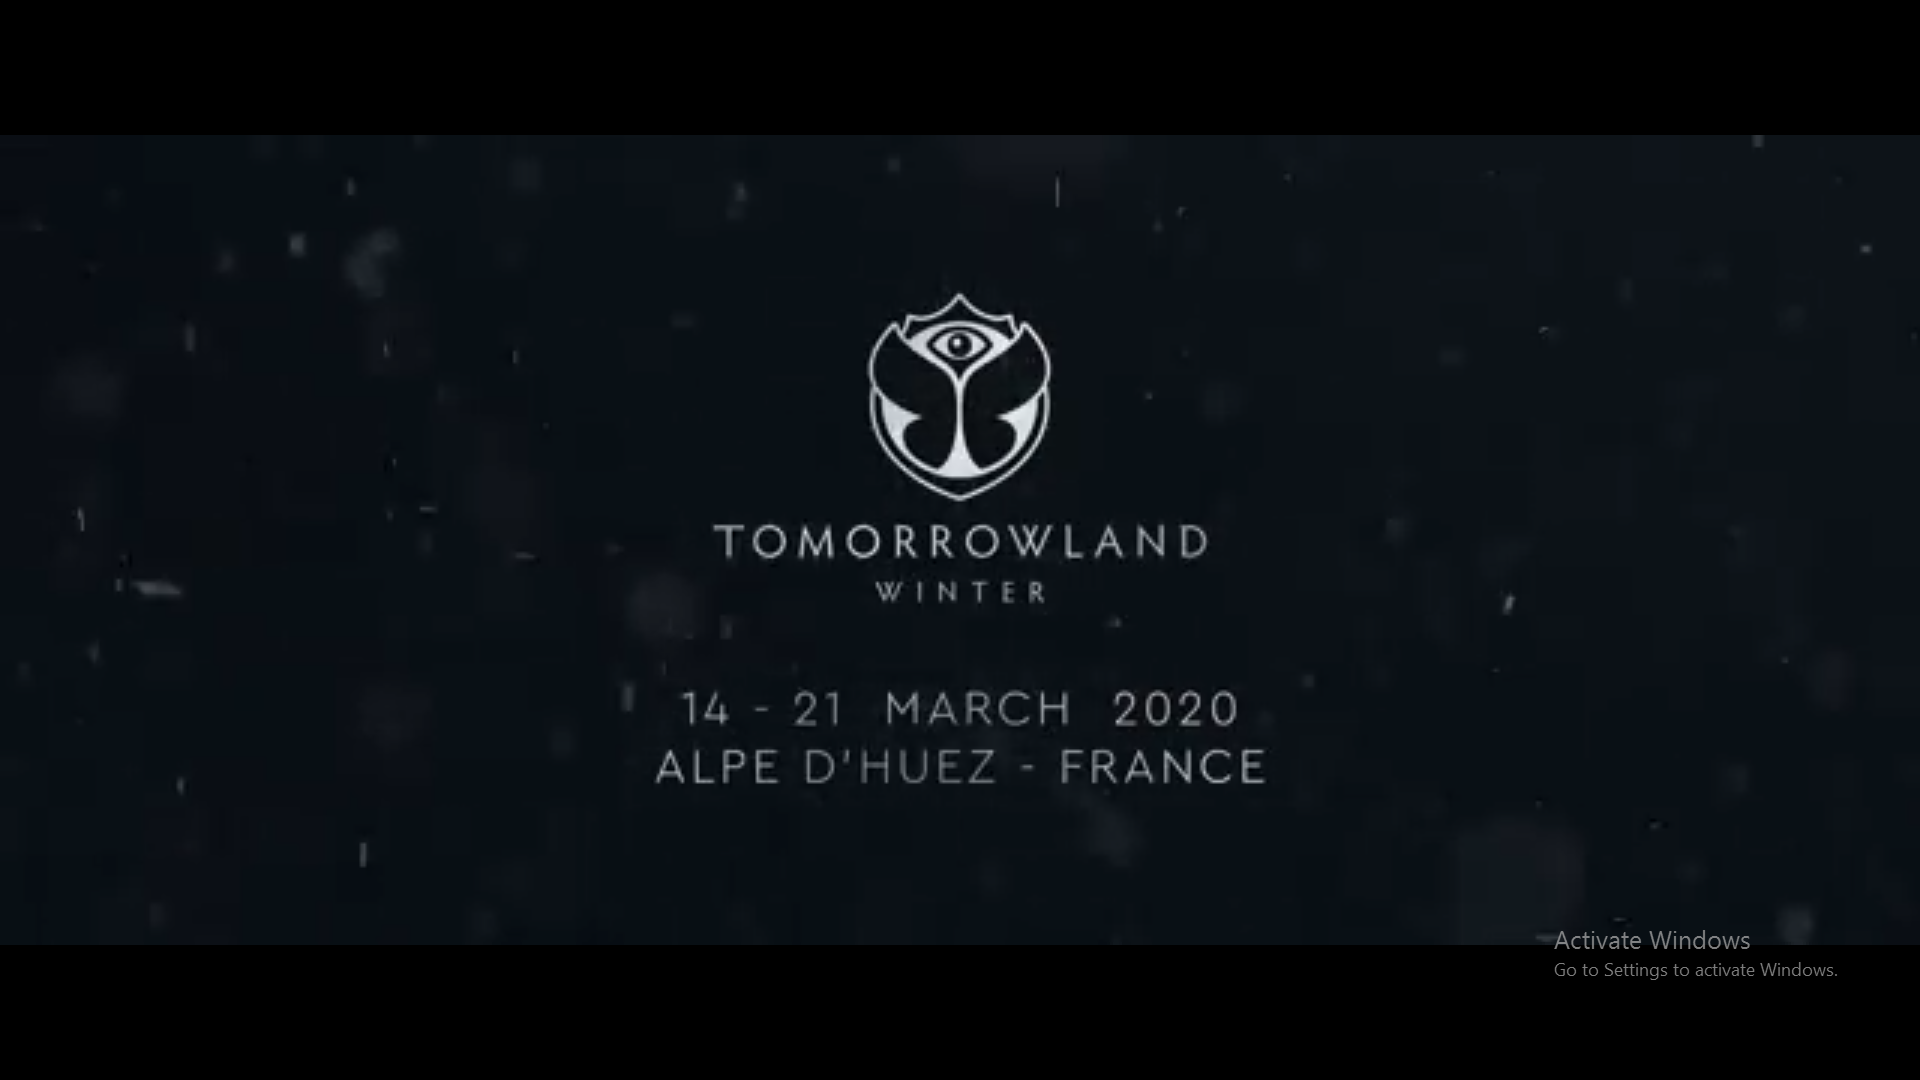 TOMORROWLAND
WINTER
14 - 21 MARCH 2020
ALPE D'HUEZ - FRANCE
Activate Windows
Go to Settings to activate Windows.